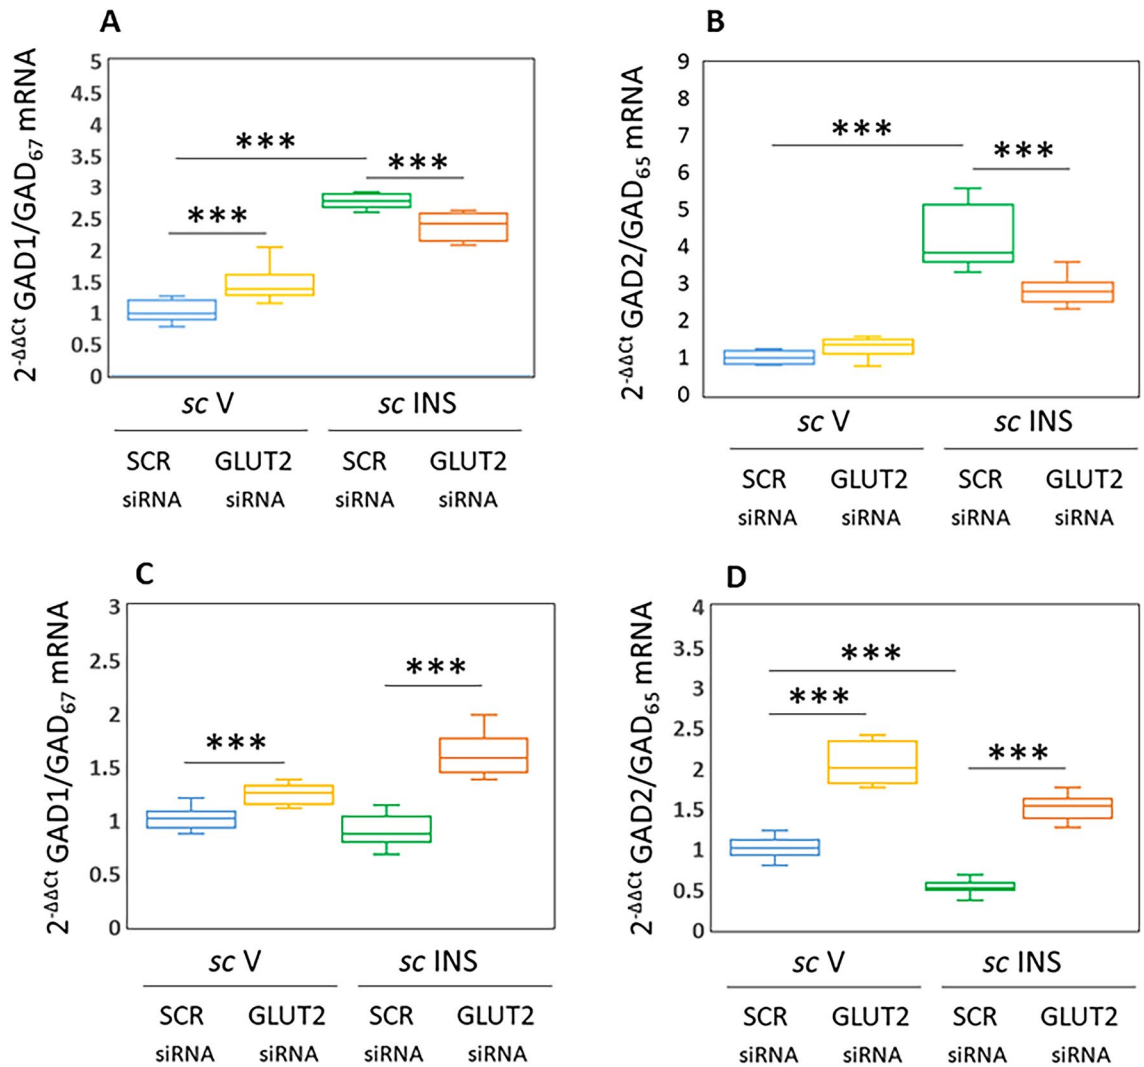 A
2-ΔΔCt GAD1/GAD67 mRNA
5
4.5
4
3.5
3
2.5
2
1.5
1
0.5
0
***
***
***
sc V
sc INS
SCR
GLUT2
SCR
GLUT2
siRNA
siRNA
siRNA
siRNA
B
2-ΔΔCt GAD2/GAD65 mRNA
9
8
7
6
5
4
3
2
1
0
***
***
sc V
sc INS
SCR
GLUT2
SCR
GLUT2
siRNA
siRNA
siRNA
siRNA
C
2-ΔΔCt GAD1/GAD67 mRNA
3
2.5
2
1.5
1
0.5
0
***
***
sc V
sc INS
SCR
GLUT2
SCR
GLUT2
siRNA
siRNA
siRNA
siRNA
D
2-ΔΔCt GAD2/GAD65 mRNA
4
3.5
3
2.5
2
1.5
1
0.5
0
***
***
***
sc V
sc INS
SCR
GLUT2
SCR
GLUT2
siRNA
siRNA
siRNA
siRNA